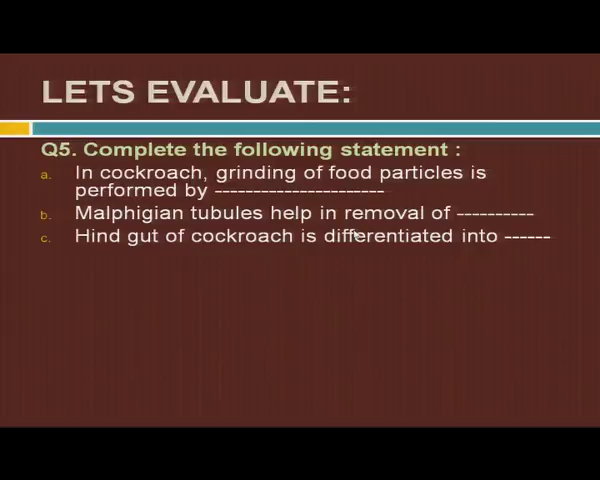 LETS EVALUATE:
Q5. Complete the following statement :
a. In cockroach, grinding of food particles is
performed by ----------------------
b. Malphigian tubules help in removal of ----------
c. Hind gut of cockroach is differentiated into ------